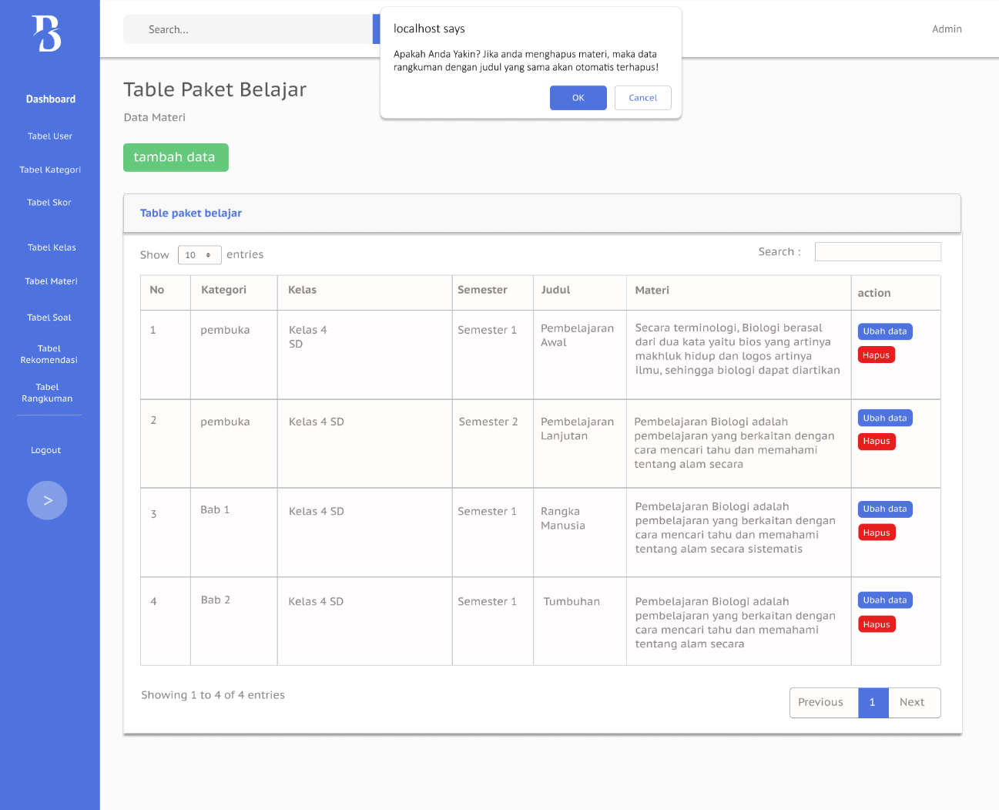 B
Search...
localhost says
Apakah Anda Yakin? Jika anda menghapus materi, maka data
rangkuman dengan judul yang sama akan otomatis terhapus!
OK
Cancel
Admin
Dashboard
Tabel User
Tabel Kategori
Tabel Skor
Tabel Kelas
Tabel Materi
Tabel Soal
Tabel
Rekomendasi
Tabel
Rangkuman
Logout
>
Table Paket Belajar
Data Materi
tambah data
Table paket belajar
Show 10 entries
Search :
No Kategori Kelas Semester Judul Materi action
1
pembuka
Kelas 4
SD
Semester 1
Pembelajaran
Awal
Secara terminologi, Biologi berasal
dari dua kata yaitu bios yang artinya
makhluk hidup dan logos artinya
ilmu, sehingga biologi dapat diartikan
Ubah data
Hapus
2
pembuka
Kelas 4 SD
Semester 2
Pembelajaran
Lanjutan
Pembelajaran Biologi adalah
pembelajaran yang berkaitan dengan
cara mencari tahu dan memahami
tentang alam secara
Ubah data
Hapus
3
Bab 1
Kelas 4 SD
Semester 1
Rangka
Manusia
Pembelajaran Biologi adalah
pembelajaran yang berkaitan dengan
cara mencari tahu dan memahami
tentang alam secara sistematis
Ubah data
Hapus
4
Bab 2
Kelas 4 SD
Semester 1
Tumbuhan
Pembelajaran Biologi adalah
pembelajaran yang berkaitan dengan
cara mencari tahu dan memahami
tentang alam secara
Ubah data
Hapus
Showing 1 to 4 of 4 entries
Previous 1 Next